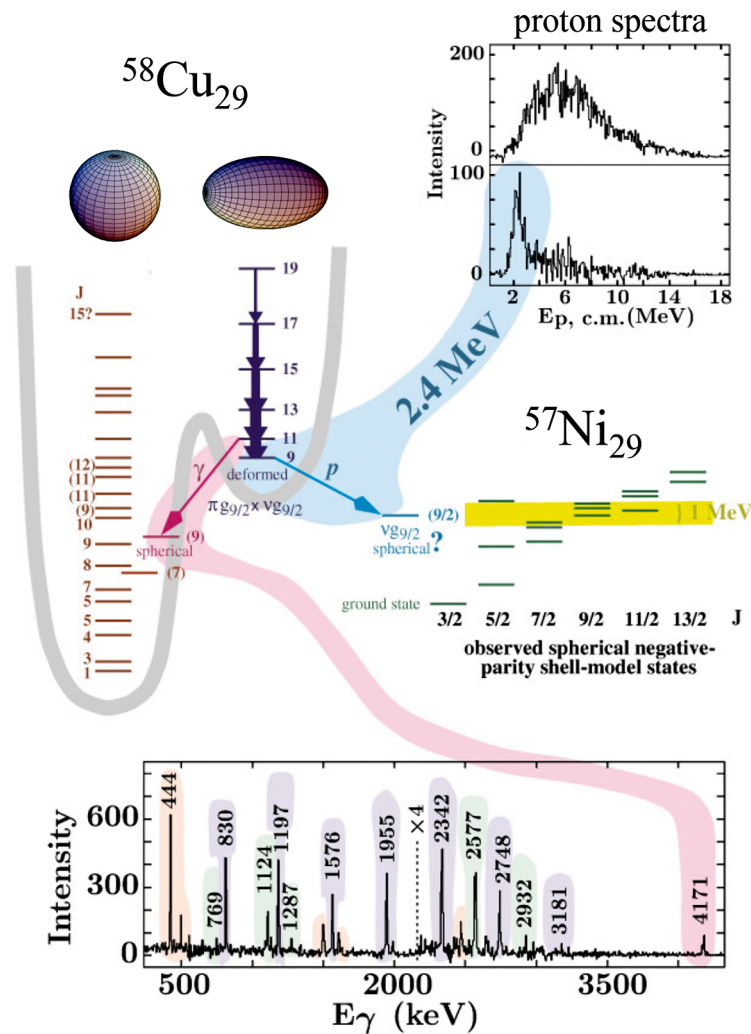 proton spectra
⁵⁸Cu₂₉
200
0
100
0
Intensity
2 6 10 14 18
Ep, c.m.(MeV)
J
15?
(12)
(11)
(11)
(9)
10
9
8
7
5
5
4
3
1
(9)
spherical
(7)
19
17
15
13
11
9
deformed
πg9/2 x νg9/2
γ
p
2.4 MeV
⁵⁷Ni₂₉
(9/2)
νg9/2
spherical ?
} 1 MeV
ground state
3/2 5/2 7/2 9/2 11/2 13/2 J
observed spherical negative-
parity shell-model states
Intensity
600
300
0
444
769
830
1124
1197
1287
1576
1955
×4
2342
2577
2748
2932
3181
4171
500 2000 3500
Eγ (keV)